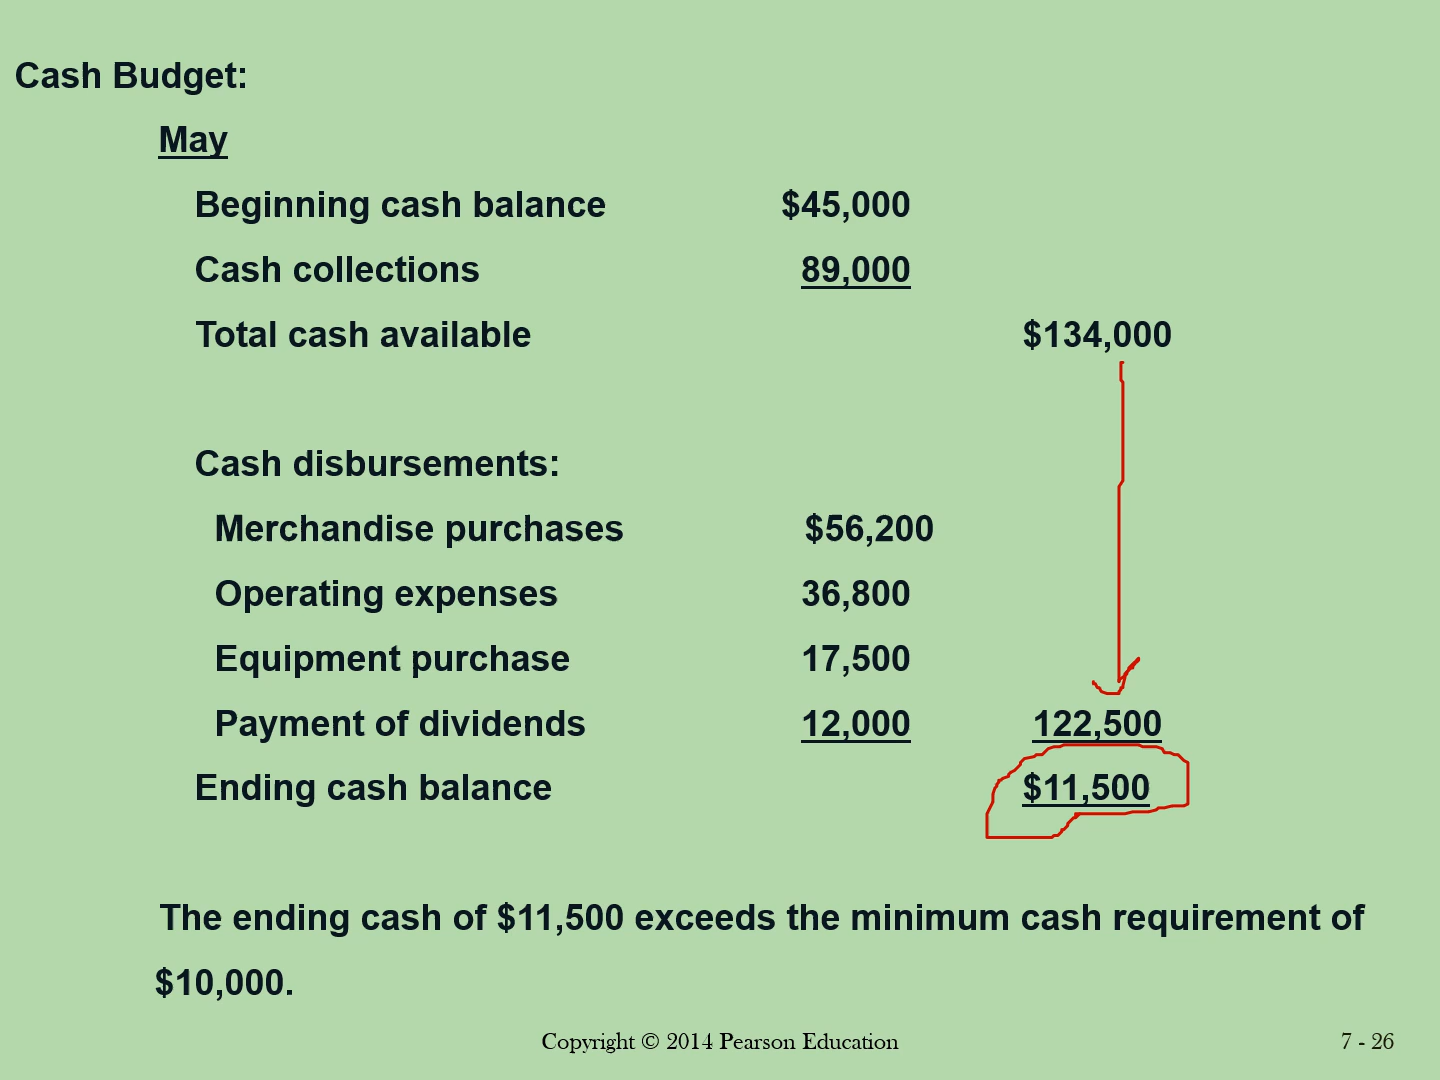 Cash Budget:
May
Beginning cash balance $45,000
Cash collections 89,000
Total cash available $134,000
Cash disbursements:
Merchandise purchases $56,200
Operating expenses 36,800
Equipment purchase 17,500
Payment of dividends 12,000 122,500
Ending cash balance $11,500
The ending cash of $11,500 exceeds the minimum cash requirement of
$10,000.
Copyright © 2014 Pearson Education 7 - 26